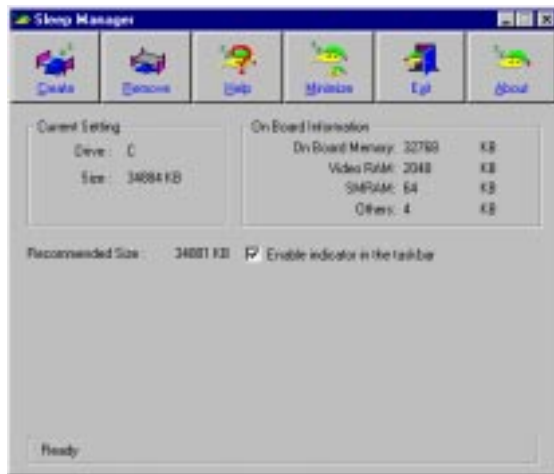 Sleep Manager
Create Remove Help Minimize Exit About
Current Setting
Drive : C
Size : 34884 KB
On Board Information
On Board Memory: 32768 KB
Video RAM: 2048 KB
SMRAM: 64 KB
Others: 4 KB
Recommended Size : 34881 KB Enable indicator in the taskbar
Ready